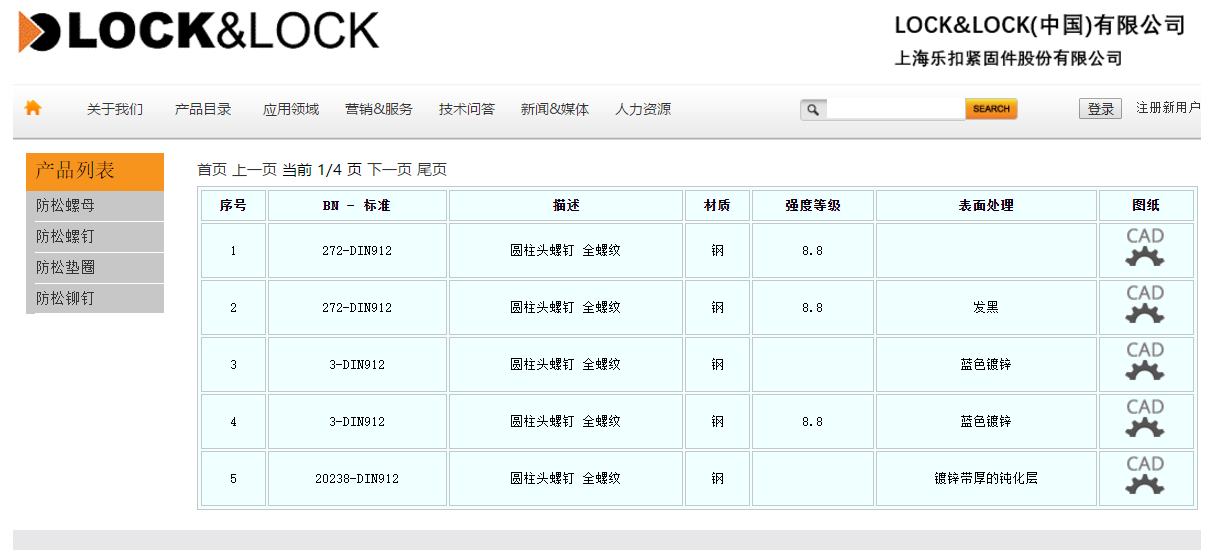 LOCK&LOCK
LOCK&LOCK(中国)有限公司
上海乐扣紧固件股份有限公司
关于我们 产品目录 应用领域 营销&服务 技术问答 新闻&媒体 人力资源 SEARCH 登录 注册新用户
产品列表
防松螺母
防松螺钉
防松垫圈
防松铆钉
首页 上一页 当前 1/4 页 下一页 尾页
序号 BN - 标准 描述 材质 强度等级 表面处理 图纸
1 272-DIN912 圆柱头螺钉 全螺纹 钢 8.8 CAD
2 272-DIN912 圆柱头螺钉 全螺纹 钢 8.8 发黑 CAD
3 3-DIN912 圆柱头螺钉 全螺纹 钢 蓝色镀锌 CAD
4 3-DIN912 圆柱头螺钉 全螺纹 钢 8.8 蓝色镀锌 CAD
5 20238-DIN912 圆柱头螺钉 全螺纹 钢 镀锌带厚的钝化层 CAD